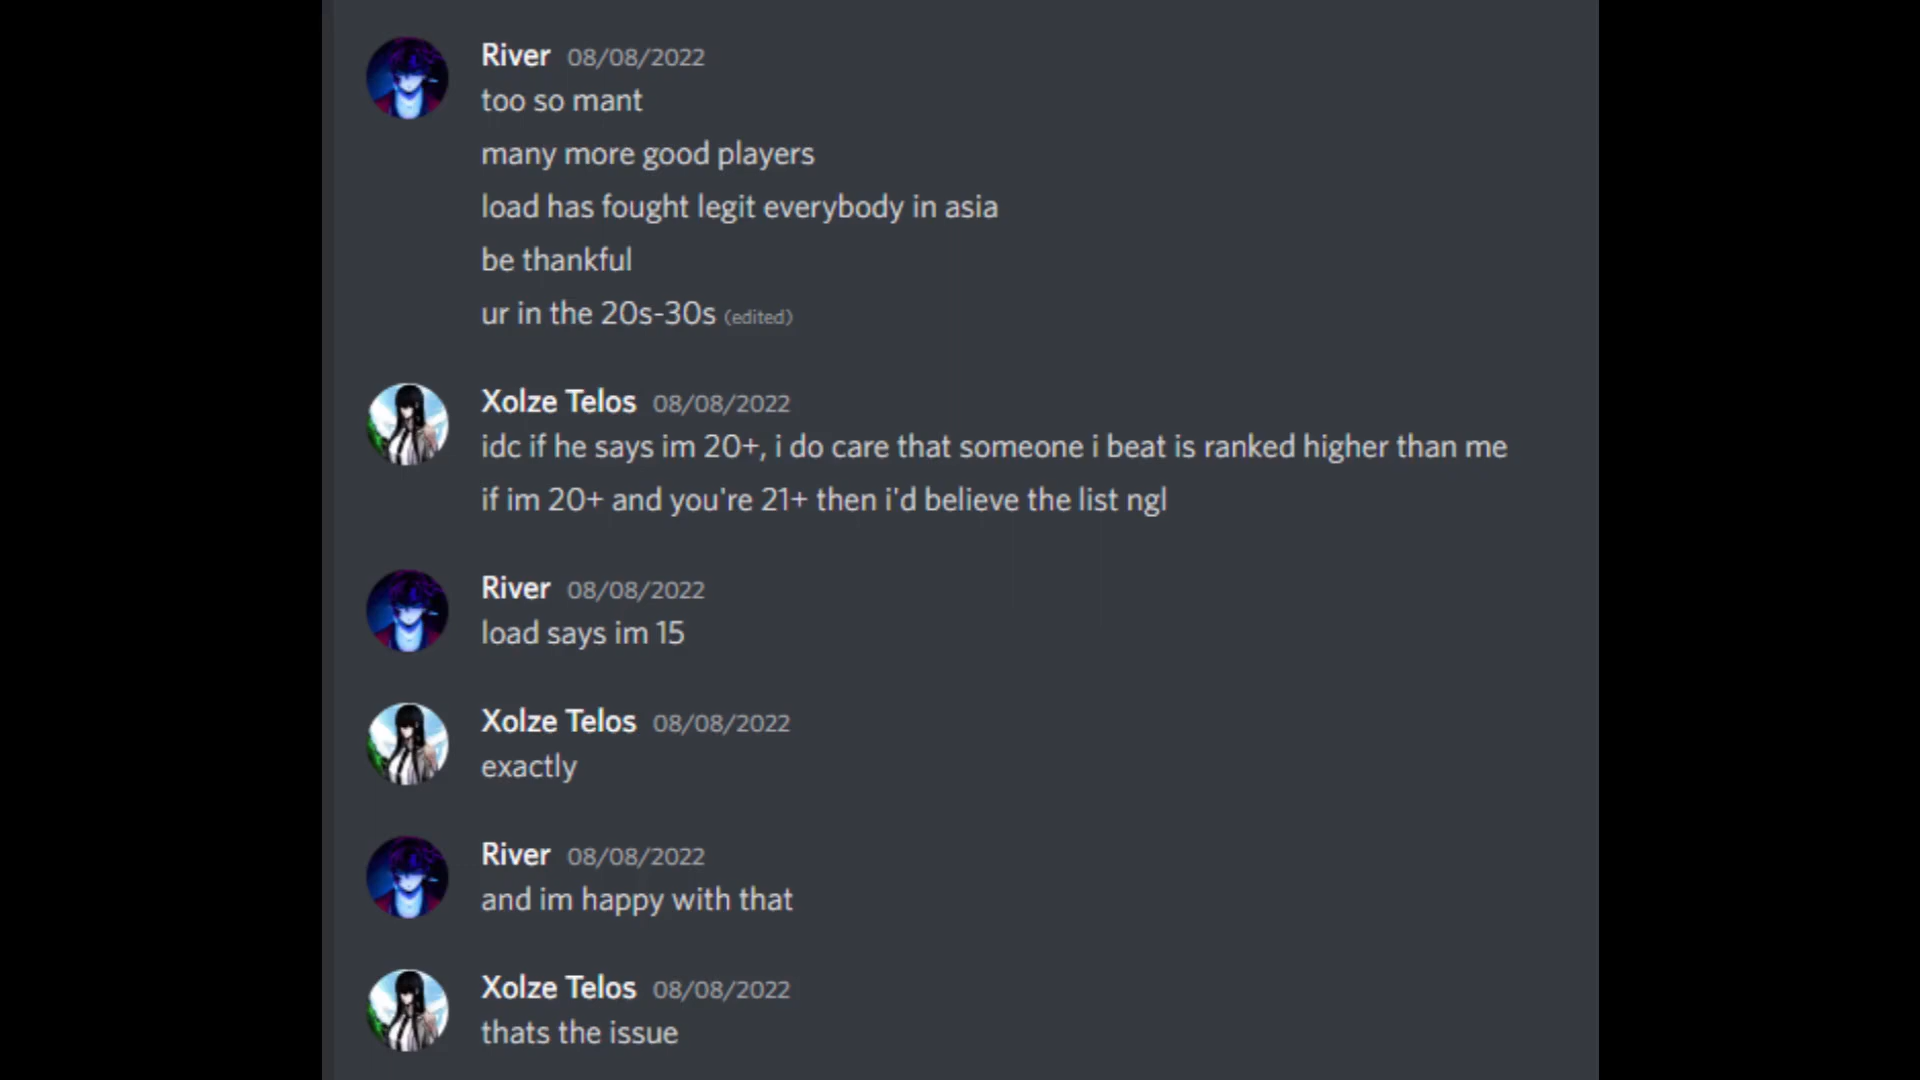 River 08/08/2022
too so mant
many more good players
load has fought legit everybody in asia
be thankful
ur in the 20s-30s (edited)
Xolze Telos 08/08/2022
idc if he says im 20+, i do care that someone i beat is ranked higher than me
if im 20+ and you're 21+ then i'd believe the list ngl
River 08/08/2022
load says im 15
Xolze Telos 08/08/2022
exactly
River 08/08/2022
and im happy with that
Xolze Telos 08/08/2022
thats the issue